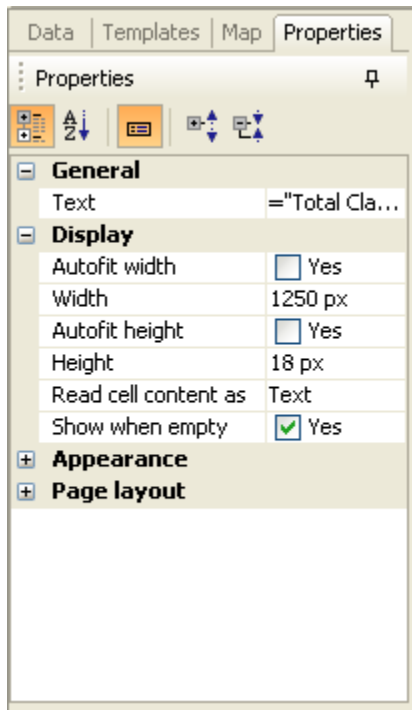 Data Templates Map Properties
Properties
A Z
General
Text ="Total Cla...
Display
Autofit width Yes
Width 1250 px
Autofit height Yes
Height 18 px
Read cell content as Text
Show when empty Yes
Appearance
Page layout